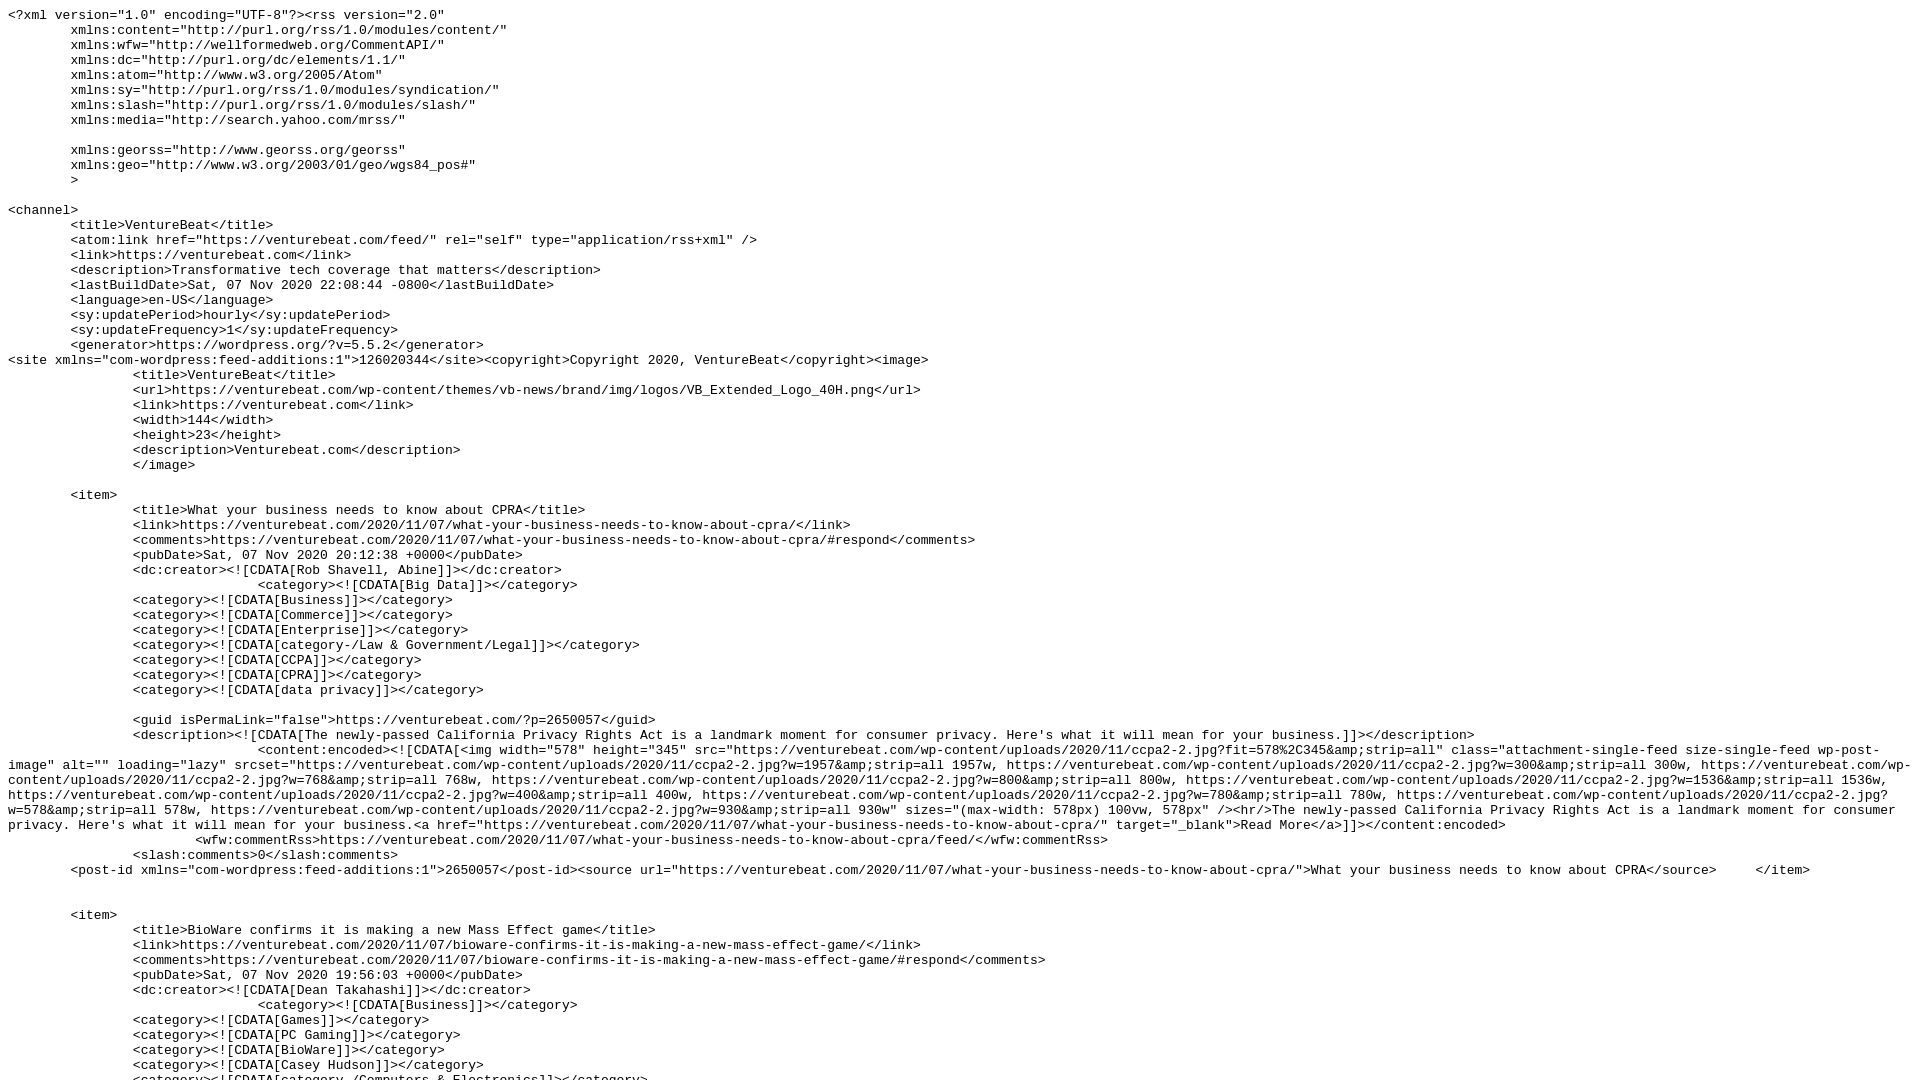 <?xml version="1.0" encoding="UTF-8"?><rss version="2.0"
xmlns:content="http://purl.org/rss/1.0/modules/content/"
xmlns:wfw="http://wellformedweb.org/CommentAPI/"
xmlns:dc="http://purl.org/dc/elements/1.1/"
xmlns:atom="http://www.w3.org/2005/Atom"
xmlns:sy="http://purl.org/rss/1.0/modules/syndication/"
xmlns:slash="http://purl.org/rss/1.0/modules/slash/"
xmlns:media="http://search.yahoo.com/mrss/"
xmlns:georss="http://www.georss.org/georss"
xmlns:geo="http://www.w3.org/2003/01/geo/wgs84_pos#"
>
<channel>
<title>VentureBeat</title>
<atom:link href="https://venturebeat.com/feed/" rel="self" type="application/rss+xml" />
<link>https://venturebeat.com</link>
<description>Transformative tech coverage that matters</description>
<lastBuildDate>Sat, 07 Nov 2020 22:08:44 -0800</lastBuildDate>
<language>en-US</language>
<sy:updatePeriod>hourly</sy:updatePeriod>
<sy:updateFrequency>1</sy:updateFrequency>
<generator>https://wordpress.org/?v=5.5.2</generator>
<site xmlns="com-wordpress:feed-additions:1">126020344</site><copyright>Copyright 2020, VentureBeat</copyright><image>
<title>VentureBeat</title>
<url>https://venturebeat.com/wp-content/themes/vb-news/brand/img/logos/VB_Extended_Logo_40H.png</url>
<link>https://venturebeat.com</link>
<width>144</width>
<height>23</height>
<description>Venturebeat.com</description>
</image>
<item>
<title>What your business needs to know about CPRA</title>
<link>https://venturebeat.com/2020/11/07/what-your-business-needs-to-know-about-cpra/</link>
<comments>https://venturebeat.com/2020/11/07/what-your-business-needs-to-know-about-cpra/#respond</comments>
<pubDate>Sat, 07 Nov 2020 20:12:38 +0000</pubDate>
<dc:creator><![CDATA[Rob Shavell, Abine]]></dc:creator>
<category><![CDATA[Big Data]]></category>
<category><![CDATA[Business]]></category>
<category><![CDATA[Commerce]]></category>
<category><![CDATA[Enterprise]]></category>
<category><![CDATA[category-/Law & Government/Legal]]></category>
<category><![CDATA[CCPA]]></category>
<category><![CDATA[CPRA]]></category>
<category><![CDATA[data privacy]]></category>
<guid isPermaLink="false">https://venturebeat.com/?p=2650057</guid>
<description><![CDATA[The newly-passed California Privacy Rights Act is a landmark moment for consumer privacy. Here's what it will mean for your business.]]></description>
<content:encoded><![CDATA[<img width="578" height="345" src="https://venturebeat.com/wp-content/uploads/2020/11/ccpa2-2.jpg?fit=578%2C345&amp;strip=all" class="attachment-single-feed size-single-feed wp-post-
image" alt="" loading="lazy" srcset="https://venturebeat.com/wp-content/uploads/2020/11/ccpa2-2.jpg?w=1957&amp;strip=all 1957w, https://venturebeat.com/wp-content/uploads/2020/11/ccpa2-2.jpg?w=300&amp;strip=all 300w, https://venturebeat.com/wp-
content/uploads/2020/11/ccpa2-2.jpg?w=768&amp;strip=all 768w, https://venturebeat.com/wp-content/uploads/2020/11/ccpa2-2.jpg?w=800&amp;strip=all 800w, https://venturebeat.com/wp-content/uploads/2020/11/ccpa2-2.jpg?w=1536&amp;strip=all 1536w,
https://venturebeat.com/wp-content/uploads/2020/11/ccpa2-2.jpg?w=400&amp;strip=all 400w, https://venturebeat.com/wp-content/uploads/2020/11/ccpa2-2.jpg?w=780&amp;strip=all 780w, https://venturebeat.com/wp-content/uploads/2020/11/ccpa2-2.jpg?
w=578&amp;strip=all 578w, https://venturebeat.com/wp-content/uploads/2020/11/ccpa2-2.jpg?w=930&amp;strip=all 930w" sizes="(max-width: 578px) 100vw, 578px" /><hr/>The newly-passed California Privacy Rights Act is a landmark moment for consumer
privacy. Here's what it will mean for your business.<a href="https://venturebeat.com/2020/11/07/what-your-business-needs-to-know-about-cpra/" target="_blank">Read More</a>]]></content:encoded>
<wfw:commentRss>https://venturebeat.com/2020/11/07/what-your-business-needs-to-know-about-cpra/feed/</wfw:commentRss>
<slash:comments>0</slash:comments>
<post-id xmlns="com-wordpress:feed-additions:1">2650057</post-id><source url="https://venturebeat.com/2020/11/07/what-your-business-needs-to-know-about-cpra/">What your business needs to know about CPRA</source> </item>
<item>
<title>BioWare confirms it is making a new Mass Effect game</title>
<link>https://venturebeat.com/2020/11/07/bioware-confirms-it-is-making-a-new-mass-effect-game/</link>
<comments>https://venturebeat.com/2020/11/07/bioware-confirms-it-is-making-a-new-mass-effect-game/#respond</comments>
<pubDate>Sat, 07 Nov 2020 19:56:03 +0000</pubDate>
<dc:creator><![CDATA[Dean Takahashi]]></dc:creator>
<category><![CDATA[Business]]></category>
<category><![CDATA[Games]]></category>
<category><![CDATA[PC Gaming]]></category>
<category><![CDATA[BioWare]]></category>
<category><![CDATA[Casey Hudson]]></category>
<category><![CDATA[category-/Computers & Electronics]]></category>